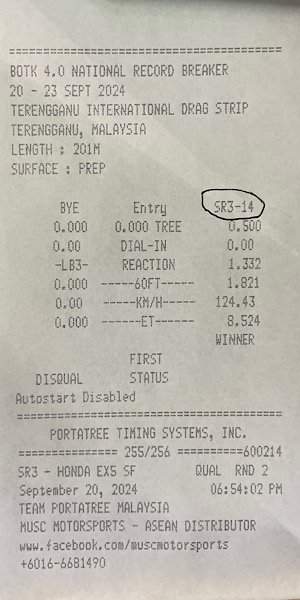 ==========================================
BOTK 4.0 NATIONAL RECORD BREAKER
20 - 23 SEPT 2024
TERENGGANU INTERNATIONAL DRAG STRIP
TERENGGANU, MALAYSIA
LENGTH : 201M
SURFACE : PREP
BYE Entry SR3-14
0.000 0.000 TREE 0.500
0.00 DIAL-IN 0.00
-LB3- REACTION 1.332
0.000 ------60FT----- 1.821
0.00 -----KM/H----- 124.43
0.000 ------ET----- 8.524
WINNER
FIRST
DISQUAL STATUS
Autostart Disabled
==========================================
PORTATREE TIMING SYSTEMS, INC.
=============== 255/256 ==========600214
SR3 - HONDA EX5 SF QUAL RND 2
September 20, 2024 06:54:02 PM
TEAM PORTATREE MALAYSIA
MUSC MOTORSPORTS - ASEAN DISTRIBUTOR
www.facebook.com/muscmotorsports
+6016-6681490